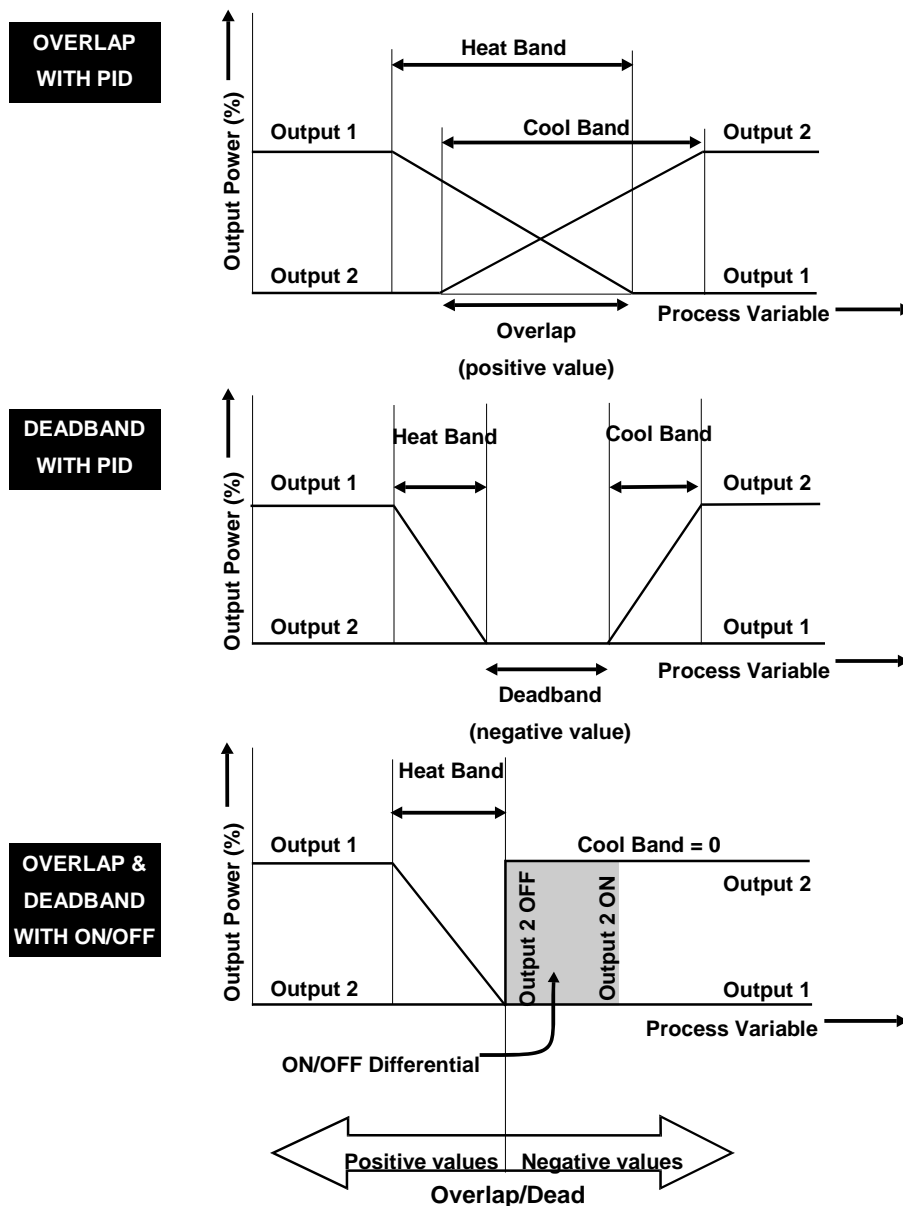 OVERLAP
WITH PID
Output Power (%)
Heat Band
Output 1
Cool Band
Output 2
Output 2
Output 1
Process Variable
Overlap
(positive value)
DEADBAND
WITH PID
Output Power (%)
Heat Band
Cool Band
Output 1
Output 2
Output 2
Output 1
Process Variable
Deadband
(negative value)
OVERLAP &
DEADBAND
WITH ON/OFF
Output Power (%)
Heat Band
Output 1
Cool Band = 0
Output 2 OFF
Output 2 ON
Output 2
Output 2
Output 1
Process Variable
ON/OFF Differential
Positive values
Negative values
Overlap/Dead